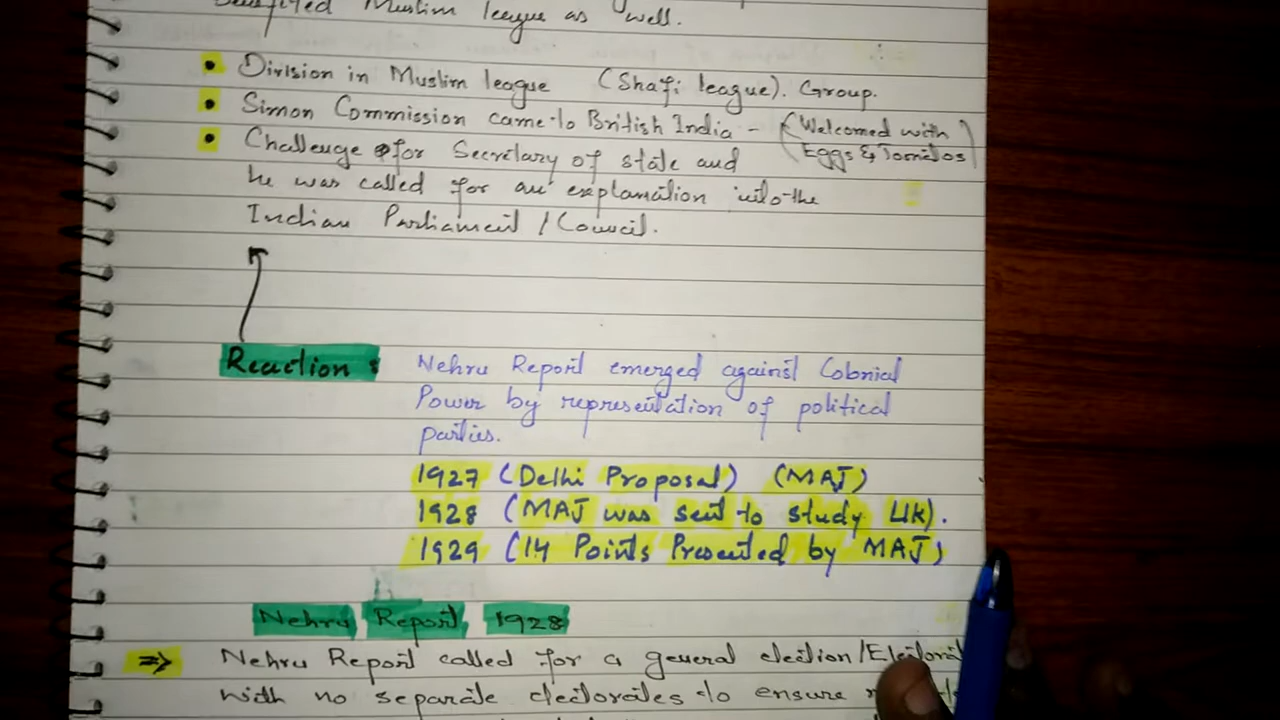 Benefited Muslim league as well.
• Division in Muslim league (Shafi league). Group.
• Simon Commission came to British India - (Welcomed with
Eggs & Tomatos)
• Challenge for Secretary of state and
he was called for an explanation into the
Indian Parliament / Council.
Reaction : Nehru Report emerged against Colonial
Power by representation of political
parties.
1927 (Delhi Proposal) (MAJ)
1928 (MAJ was sent to study UK).
1929 (14 Points Presented by MAJ)
Nehru Report 1928
⇒ Nehru Report called for a general election/Electoral
with no separate electorates to ensure